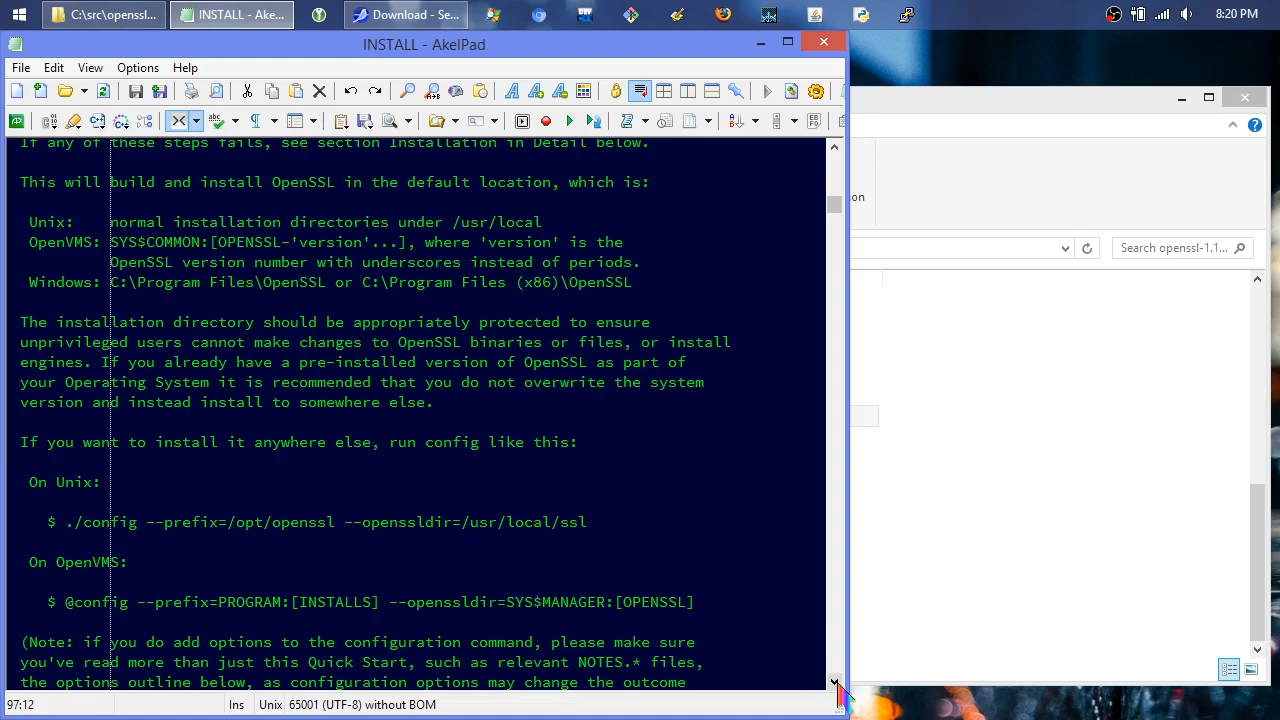 C:\src\openssl...
INSTALL - Ake...
Download - Se...
8:20 PM
INSTALL - AkelPad
File Edit View Options Help
If any of these steps fails, see section Installation in Detail below.
This will build and install OpenSSL in the default location, which is:
Unix: normal installation directories under /usr/local
OpenVMS: SYS$COMMON:[OPENSSL-'version'...], where 'version' is the
OpenSSL version number with underscores instead of periods.
Windows: C:\Program Files\OpenSSL or C:\Program Files (x86)\OpenSSL
The installation directory should be appropriately protected to ensure
unprivileged users cannot make changes to OpenSSL binaries or files, or install
engines. If you already have a pre-installed version of OpenSSL as part of
your Operating System it is recommended that you do not overwrite the system
version and instead install to somewhere else.
If you want to install it anywhere else, run config like this:
On Unix:
$ ./config --prefix=/opt/openssl --openssldir=/usr/local/ssl
On OpenVMS:
$ @config --prefix=PROGRAM:[INSTALLS] --openssldir=SYS$MANAGER:[OPENSSL]
(Note: if you do add options to the configuration command, please make sure
you've read more than just this Quick Start, such as relevant NOTES.* files,
the options outline below, as configuration options may change the outcome
97:12 Ins Unix 65001 (UTF-8) without BOM
on
Search openssl-1.1...